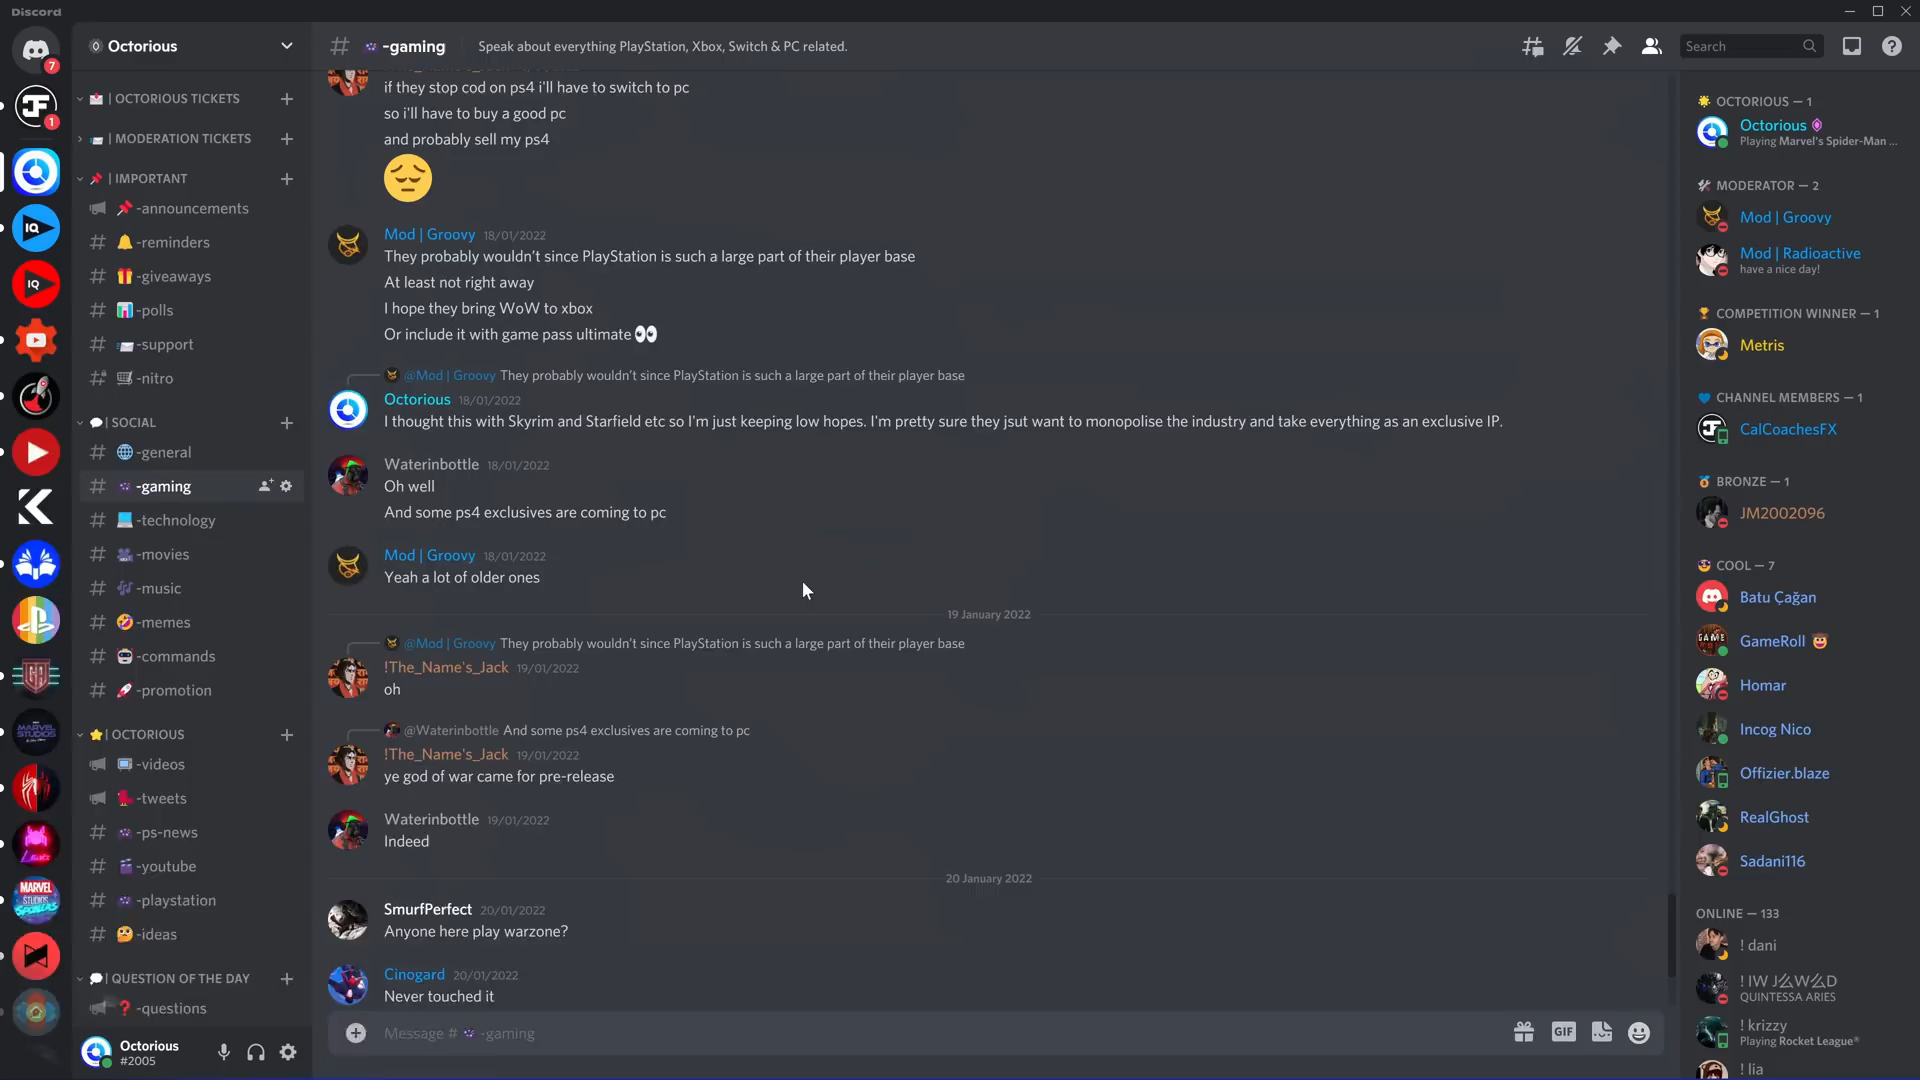 Discord
Octorious
-gaming
Speak about everything PlayStation, Xbox, Switch & PC related.
Search
7
1
IQ
IQ
MARVEL STUDIOS
MARVEL
STUDIOS
SPOILERS
| OCTORIOUS TICKETS
| MODERATION TICKETS
| IMPORTANT
-announcements
-reminders
-giveaways
-polls
-support
-nitro
| SOCIAL
-general
-gaming
-technology
-movies
-music
-memes
-commands
-promotion
| OCTORIOUS
-videos
-tweets
-ps-news
-youtube
-playstation
-ideas
| QUESTION OF THE DAY
-questions
Octorious
#2005
if they stop cod on ps4 i'll have to switch to pc
so i'll have to buy a good pc
and probably sell my ps4
Mod | Groovy 18/01/2022
They probably wouldn't since PlayStation is such a large part of their player base
At least not right away
I hope they bring WoW to xbox
Or include it with game pass ultimate 👀
@Mod | Groovy They probably wouldn't since PlayStation is such a large part of their player base
Octorious 18/01/2022
I thought this with Skyrim and Starfield etc so I'm just keeping low hopes. I'm pretty sure they jsut want to monopolise the industry and take everything as an exclusive IP.
Waterinbottle 18/01/2022
Oh well
And some ps4 exclusives are coming to pc
Mod | Groovy 18/01/2022
Yeah a lot of older ones
19 January 2022
@Mod | Groovy They probably wouldn't since PlayStation is such a large part of their player base
!The_Name's_Jack 19/01/2022
oh
@Waterinbottle And some ps4 exclusives are coming to pc
!The_Name's_Jack 19/01/2022
ye god of war came for pre-release
Waterinbottle 19/01/2022
Indeed
20 January 2022
SmurfPerfect 20/01/2022
Anyone here play warzone?
Cinogard 20/01/2022
Never touched it
Message # -gaming
GIF
OCTORIOUS — 1
Octorious
Playing Marvel's Spider-Man ...
MODERATOR — 2
Mod | Groovy
Mod | Radioactive
have a nice day!
COMPETITION WINNER — 1
Metris
CHANNEL MEMBERS — 1
CalCoachesFX
BRONZE — 1
JM2002096
COOL — 7
Batu Çağan
GameRoll
Homar
Incog Nico
Offizier.blaze
RealGhost
Sadani116
ONLINE — 133
! dani
! IW J么W么D
QUINTESSA ARIES
! krizzy
Playing Rocket League®
! lia